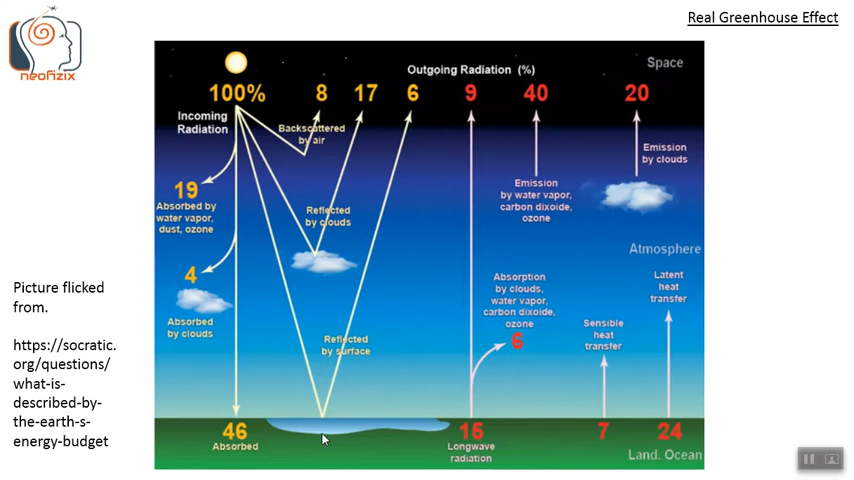 Real Greenhouse Effect
neofizix
Outgoing Radiation (%)
Space
100% 8 17 6 9 40 20
Incoming
Radiation
Backscattered
by air
Emission
by clouds
19
Absorbed by
water vapor,
dust, ozone
Reflected
by clouds
Emission
by water vapor,
carbon dixoide,
ozone
Atmosphere
4
Absorbed
by clouds
Reflected
by surface
Absorption
by clouds,
water vapor,
carbon dixoide,
ozone
6
Sensible
heat
transfer
Latent
heat
transfer
46
Absorbed
15
Longwave
radiation
7
24
Land. Ocean
Picture flicked
from.
https://socratic.
org/questions/
what-is-
described-by-
the-earth-s-
energy-budget